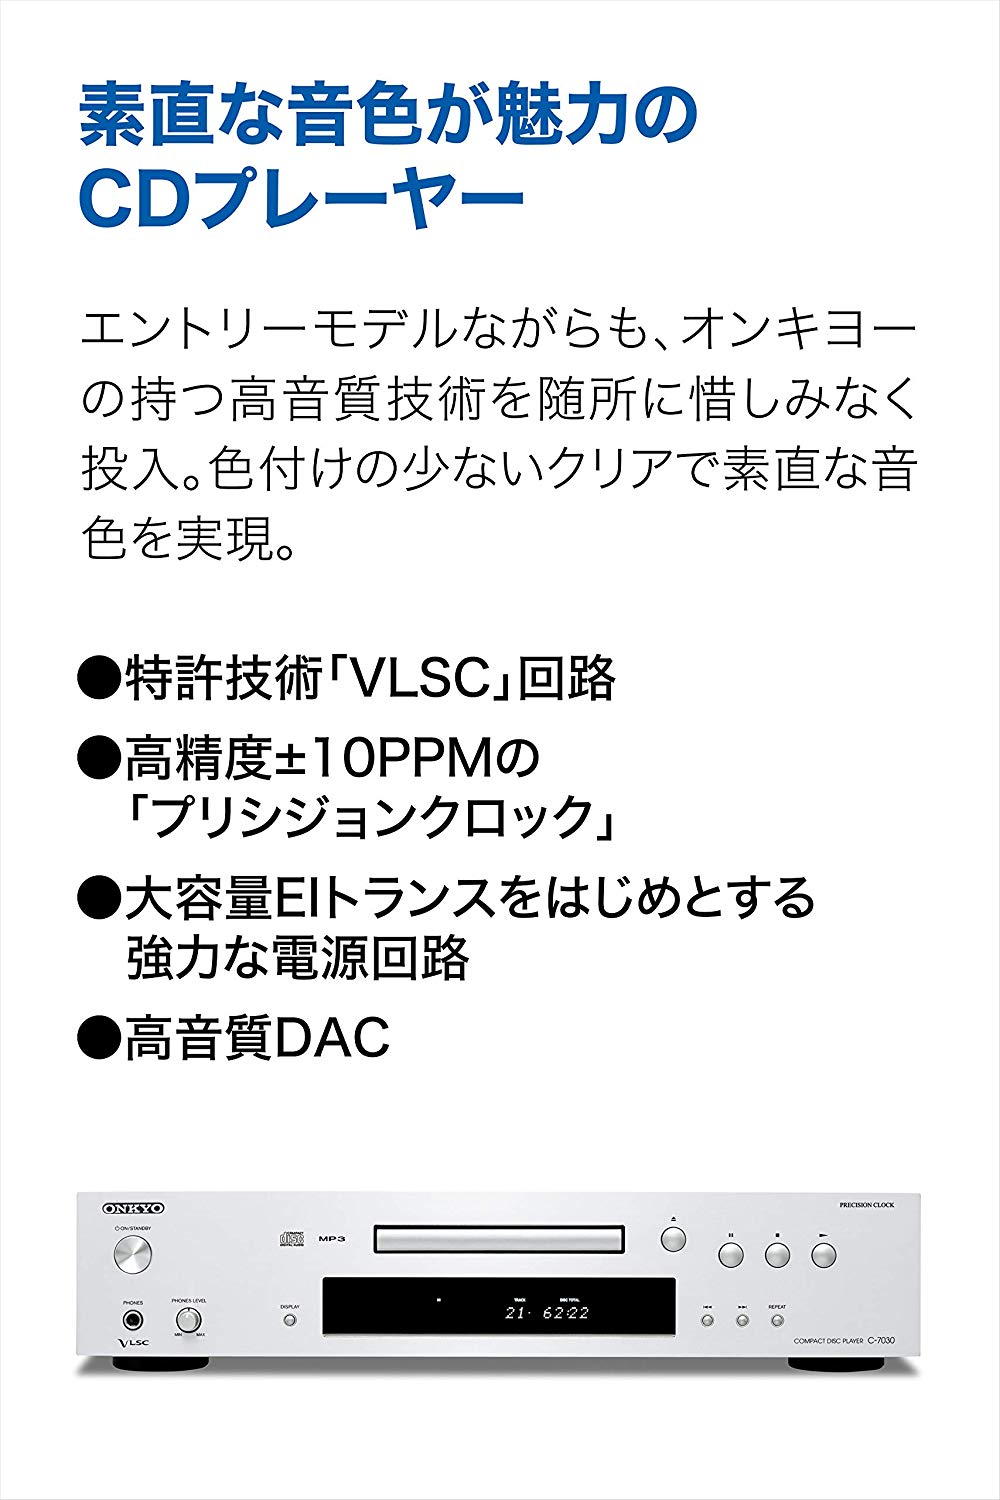 素直な音色が魅力の
CDプレーヤー
エントリーモデルながらも、オンキヨー
の持つ高音質技術を随所に惜しみなく
投入。色付けの少ないクリアで素直な音
色を実現。
●特許技術「VLSC」回路
●高精度±10PPMの
「プリシジョンクロック」
●大容量EIトランスをはじめとする
強力な電源回路
●高音質DAC
ONKYO
PRECISION CLOCK
ON/STANDBY
COMPACT
disc
DIGITAL AUDIO
MP3
PHONES
PHONES LEVEL
MIN
MAX
VLSC
DISPLAY
TRACK
DISC TOTAL
21
62:22
REPEAT
COMPACT DISC PLAYER C-7030